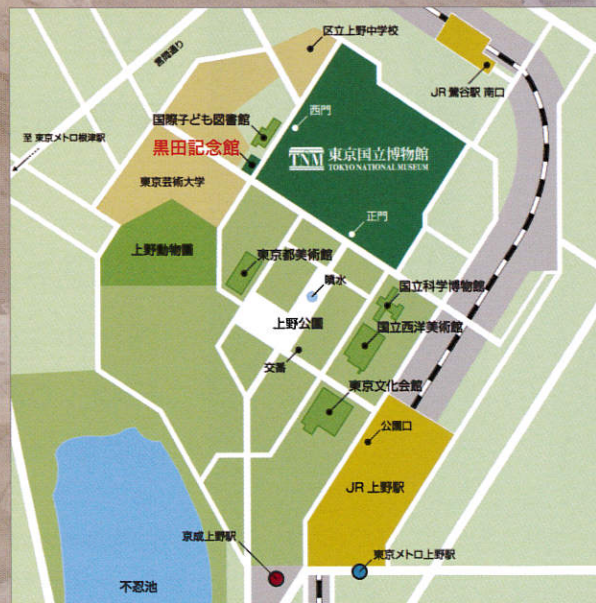 区立上野中学校
言問通り
JR 鶯谷駅 南口
西門
国際子ども図書館
至 東京メトロ根津駅
黒田記念館
TNM 東京国立博物館
TOKYO NATIONAL MUSEUM
東京芸術大学
正門
上野動物園
東京都美術館
噴水
国立科学博物館
上野公園
国立西洋美術館
交番
東京文化会館
公園口
JR 上野駅
京成上野駅
東京メトロ上野駅
不忍池